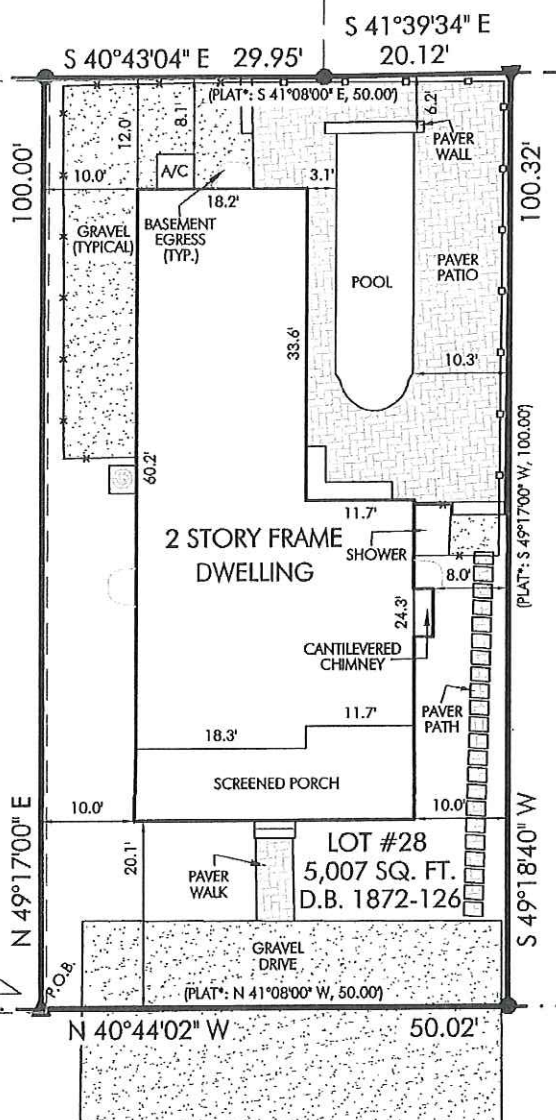 S 41°39'34" E
S 40°43'04" E 29.95' 20.12'
(PLAT*: S 41°08'00" E, 50.00')
12.0'
8.1'
6.2'
PAVER
WALL
100.00'
100.32'
10.0'
A/C
18.2'
3.1'
GRAVEL
(TYPICAL)
BASEMENT
EGRESS
(TYP.)
POOL
PAVER
PATIO
33.6'
10.3'
60.2'
(PLAT*: S 49°17'00" W, 100.00')
11.7'
2 STORY FRAME
DWELLING
SHOWER
8.0'
24.3'
CANTILEVERED
CHIMNEY
PAVER
PATH
18.3'
11.7'
SCREENED PORCH
10.0'
10.0'
N 49°17'00" E
S 49°18'40" W
20.1'
PAVER
WALK
LOT #28
5,007 SQ. FT.
D.B. 1872-126
GRAVEL
DRIVE
P.O.B.
(PLAT*: N 41°08'00" W, 50.00')
N 40°44'02" W 50.02'